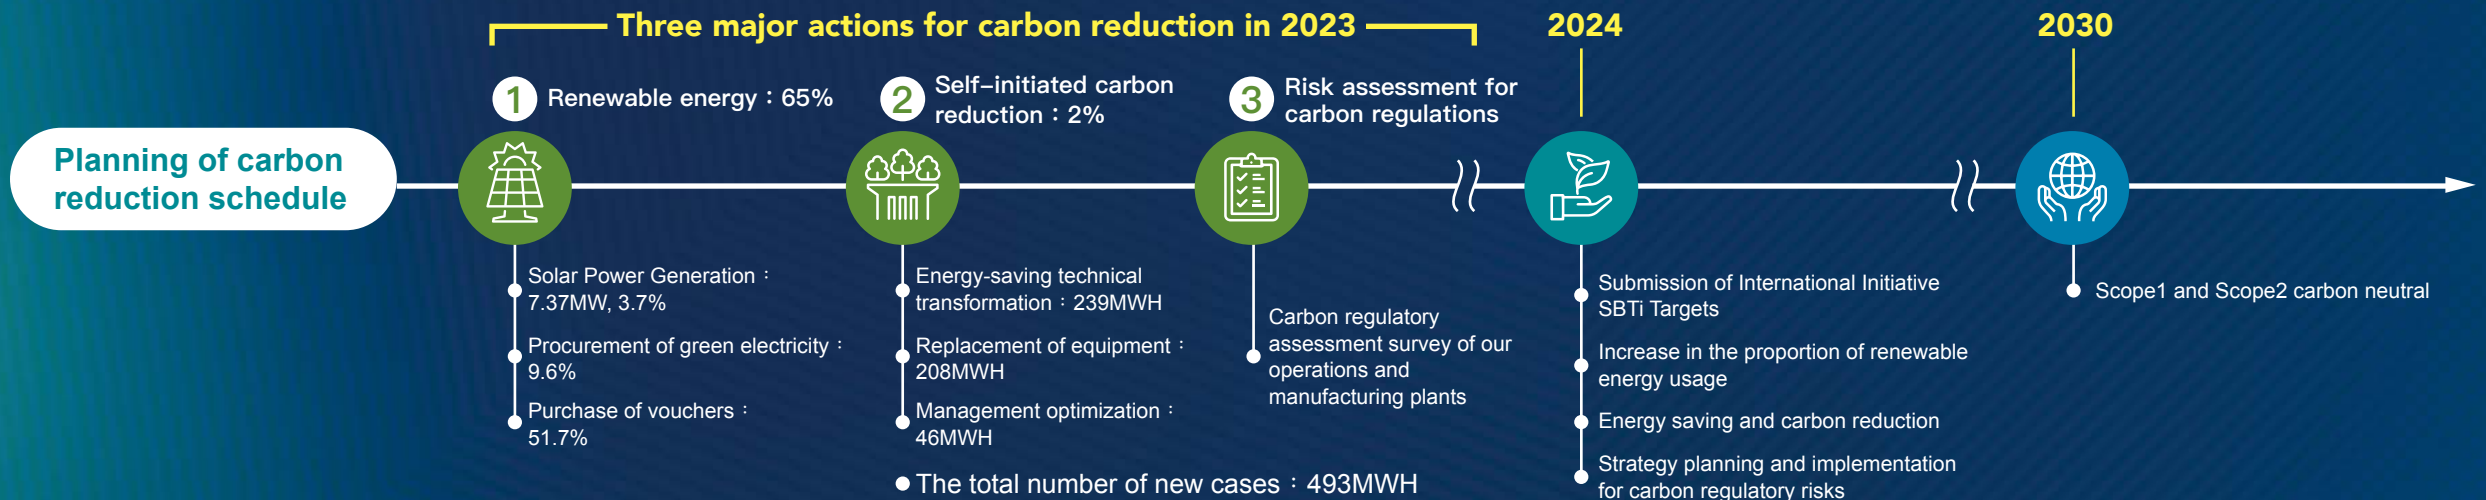 Three major actions for carbon reduction in 2023
2024
2030
Planning of carbon
reduction schedule
1 Renewable energy：65%
Solar Power Generation：
7.37MW, 3.7%
Procurement of green electricity：
9.6%
Purchase of vouchers：
51.7%
2 Self-initiated carbon
reduction：2%
Energy-saving technical
transformation：239MWH
Replacement of equipment：
208MWH
Management optimization：
46MWH
The total number of new cases：493MWH
3 Risk assessment for
carbon regulations
Carbon regulatory
assessment survey of our
operations and
manufacturing plants
Submission of International Initiative
SBTi Targets
Increase in the proportion of renewable
energy usage
Energy saving and carbon reduction
Strategy planning and implementation
for carbon regulatory risks
Scope1 and Scope2 carbon neutral